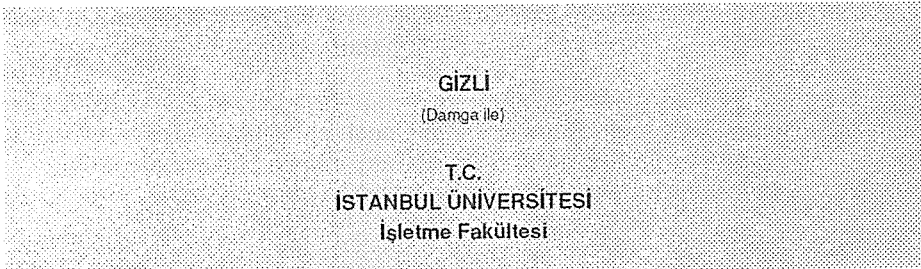 GİZLİ
(Damga ile)
T.C.
İSTANBUL ÜNİVERSİTESİ
İşletme Fakültesi